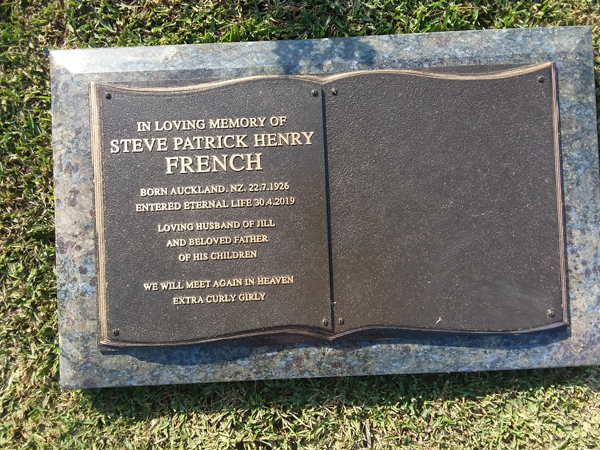 IN LOVING MEMORY OF
STEVE PATRICK HENRY
FRENCH
BORN AUCKLAND, NZ. 22.7.1926
ENTERED ETERNAL LIFE 30.4.2019
LOVING HUSBAND OF JILL
AND BELOVED FATHER
OF HIS CHILDREN
WE WILL MEET AGAIN IN HEAVEN
EXTRA CURLY GIRLY